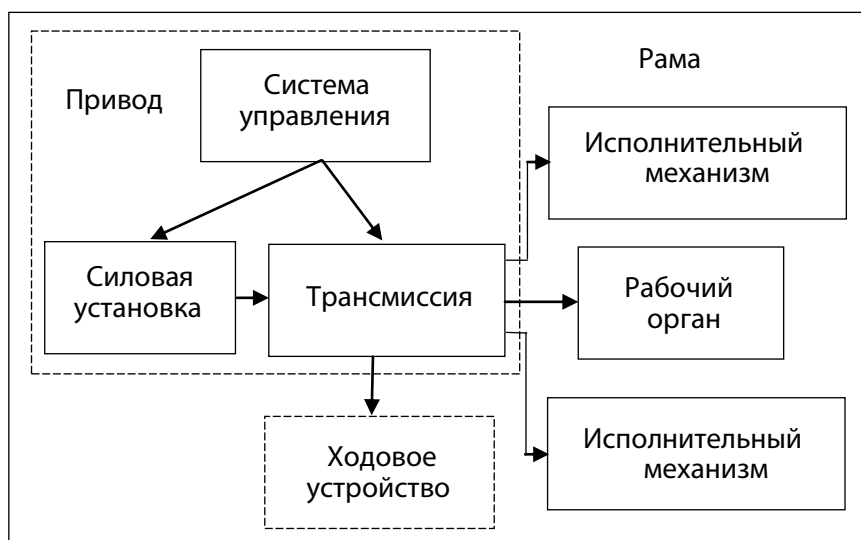 Рама
Привод
Система
управления
Исполнительный
механизм
Силовая
установка
Трансмиссия
Рабочий
орган
Ходовое
устройство
Исполнительный
механизм